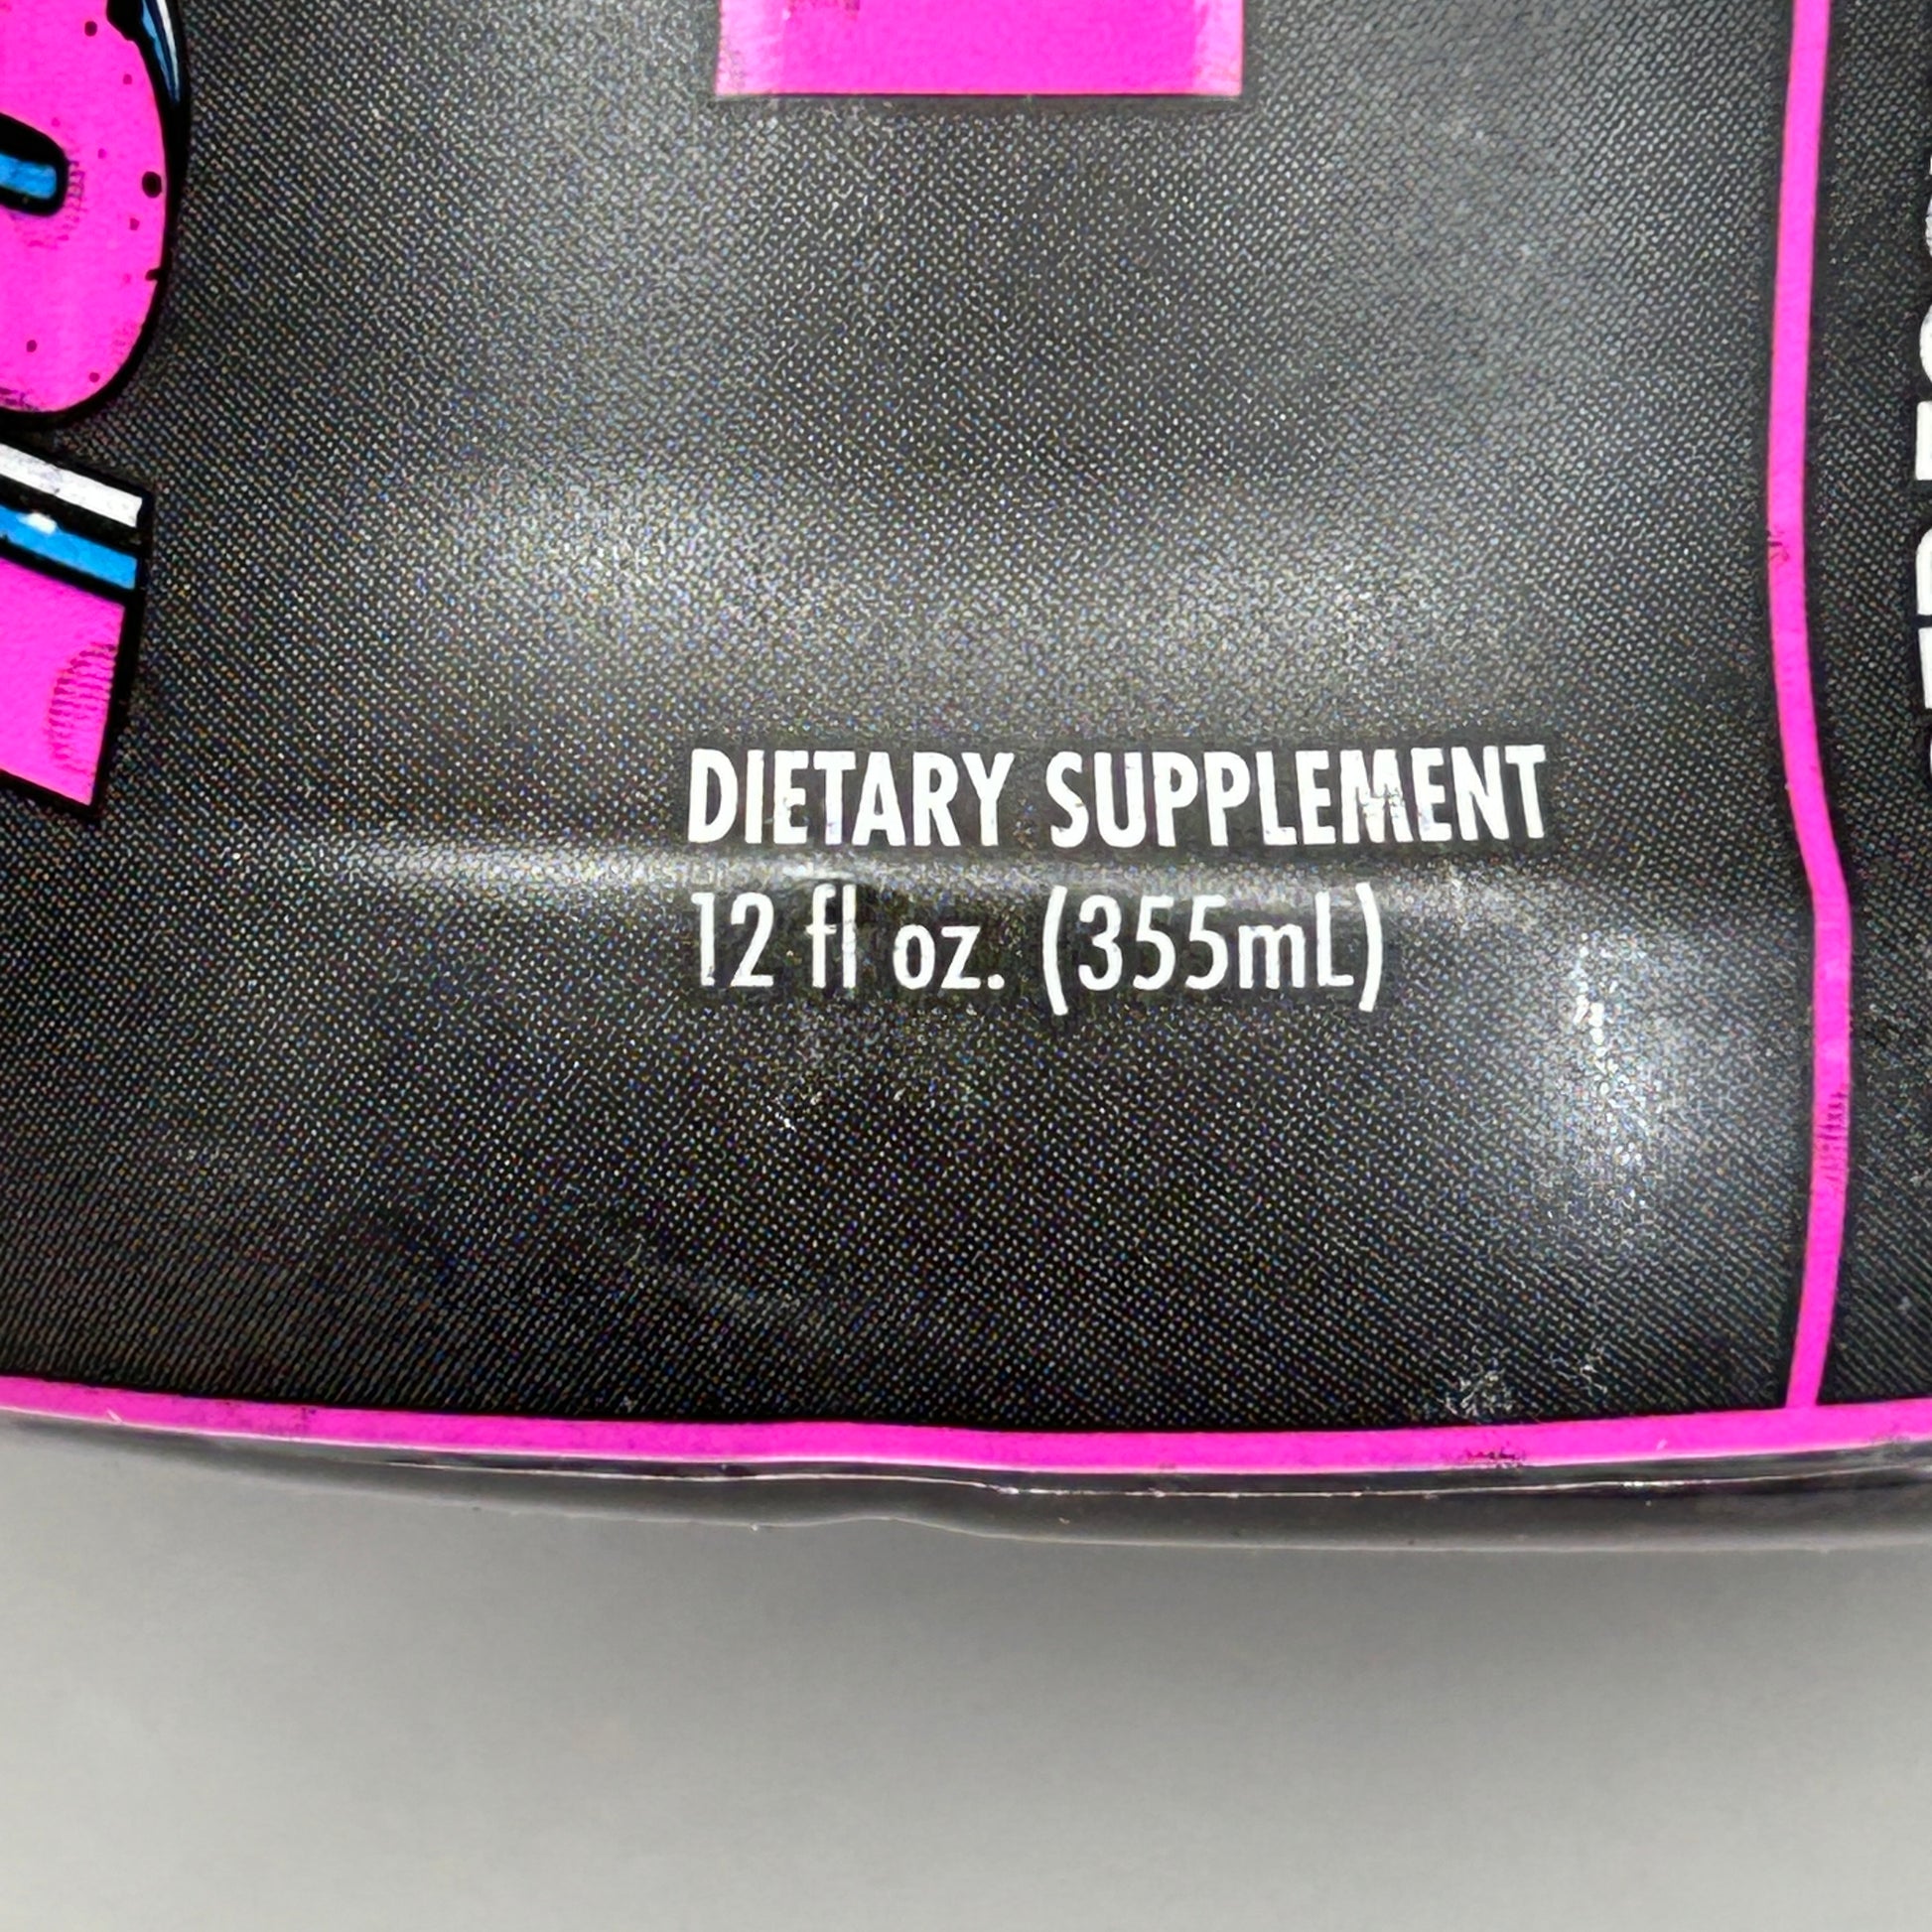 DIETARY SUPPLEMENT
12 fl oz. (355mL)